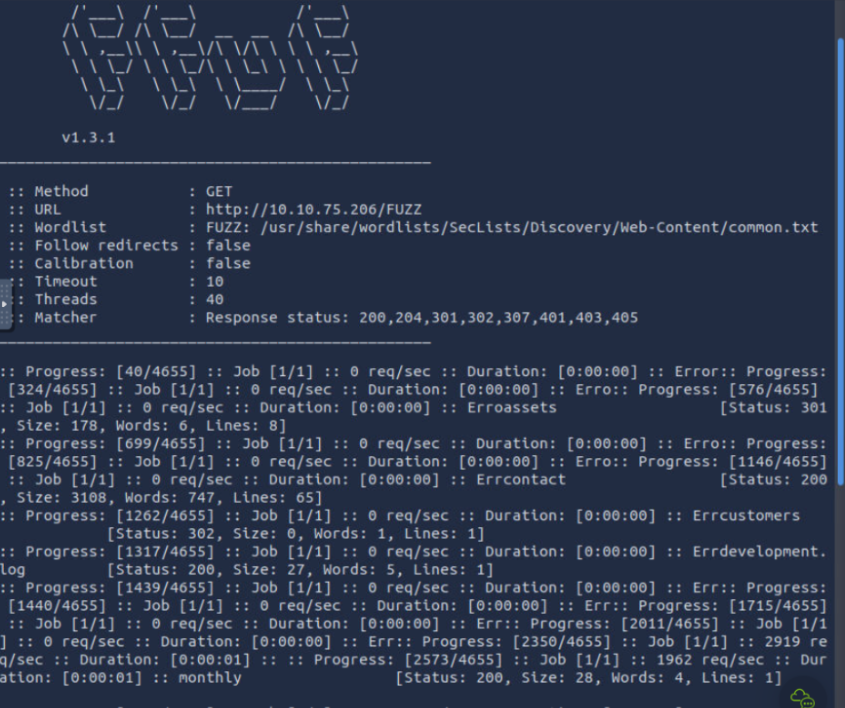 v1.3.1
:: Method : GET
:: URL : http://10.10.75.206/FUZZ
:: Wordlist : FUZZ: /usr/share/wordlists/SecLists/Discovery/Web-Content/common.txt
:: Follow redirects : false
:: Calibration : false
:: Timeout : 10
:: Threads : 40
:: Matcher : Response status: 200,204,301,302,307,401,403,405
:: Progress: [40/4655] :: Job [1/1] :: 0 req/sec :: Duration: [0:00:00] :: Error:: Progress:
[324/4655] :: Job [1/1] :: 0 req/sec :: Duration: [0:00:00] :: Erro:: Progress: [576/4655]
:: Job [1/1] :: 0 req/sec :: Duration: [0:00:00] :: Erroassets [Status: 301
, Size: 178, Words: 6, Lines: 8]
:: Progress: [699/4655] :: Job [1/1] :: 0 req/sec :: Duration: [0:00:00] :: Erro:: Progress:
[825/4655] :: Job [1/1] :: 0 req/sec :: Duration: [0:00:00] :: Erro:: Progress: [1146/4655]
:: Job [1/1] :: 0 req/sec :: Duration: [0:00:00] :: Errcontact [Status: 200
, Size: 3108, Words: 747, Lines: 65]
:: Progress: [1262/4655] :: Job [1/1] :: 0 req/sec :: Duration: [0:00:00] :: Errcustomers
[Status: 302, Size: 0, Words: 1, Lines: 1]
:: Progress: [1317/4655] :: Job [1/1] :: 0 req/sec :: Duration: [0:00:00] :: Errdevelopment.
log [Status: 200, Size: 27, Words: 5, Lines: 1]
:: Progress: [1439/4655] :: Job [1/1] :: 0 req/sec :: Duration: [0:00:00] :: Err:: Progress:
[1440/4655] :: Job [1/1] :: 0 req/sec :: Duration: [0:00:00] :: Err:: Progress: [1715/4655]
:: Job [1/1] :: 0 req/sec :: Duration: [0:00:00] :: Err:: Progress: [2011/4655] :: Job [1/1
] :: 0 req/sec :: Duration: [0:00:00] :: Err:: Progress: [2350/4655] :: Job [1/1] :: 2919 re
q/sec :: Duration: [0:00:01] :: :: Progress: [2573/4655] :: Job [1/1] :: 1962 req/sec :: Dur
ation: [0:00:01] :: monthly [Status: 200, Size: 28, Words: 4, Lines: 1]